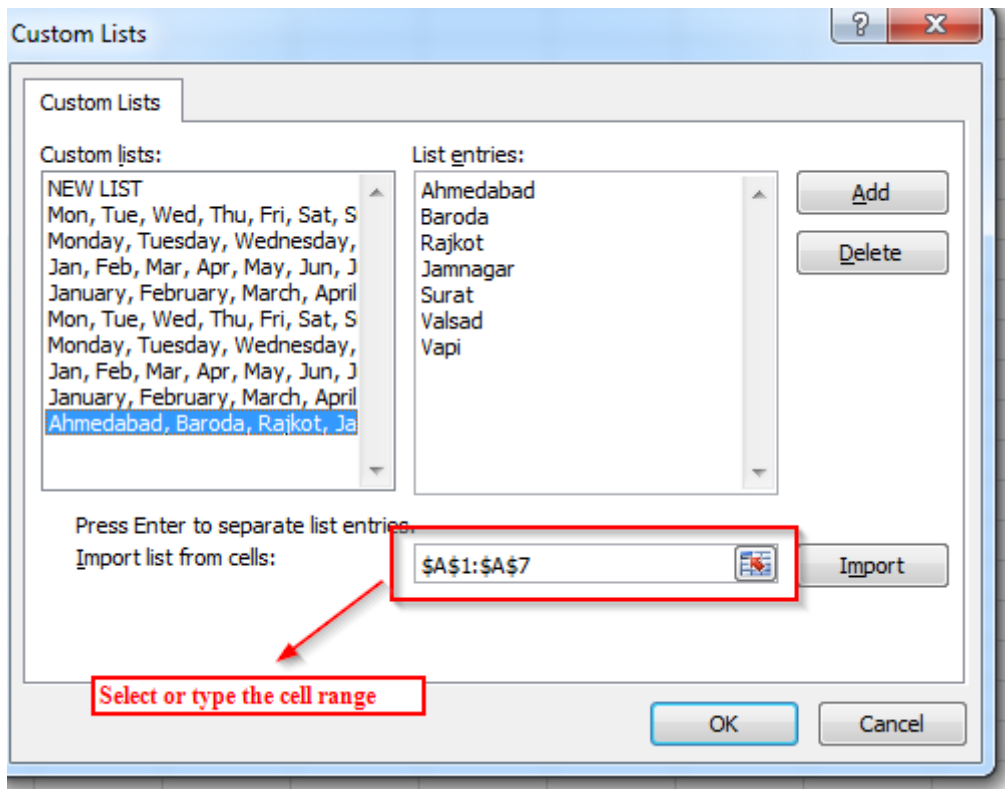 Custom Lists
Custom Lists
Custom lists:
NEW LIST
Mon, Tue, Wed, Thu, Fri, Sat, S
Monday, Tuesday, Wednesday,
Jan, Feb, Mar, Apr, May, Jun, J
January, February, March, April
Mon, Tue, Wed, Thu, Fri, Sat, S
Monday, Tuesday, Wednesday,
Jan, Feb, Mar, Apr, May, Jun, J
January, February, March, April
Ahmedabad, Baroda, Rajkot, Ja
List entries:
Ahmedabad
Baroda
Rajkot
Jamnagar
Surat
Valsad
Vapi
Add
Delete
Press Enter to separate list entries.
Import list from cells:
$A$1:$A$7
Import
Select or type the cell range
OK
Cancel